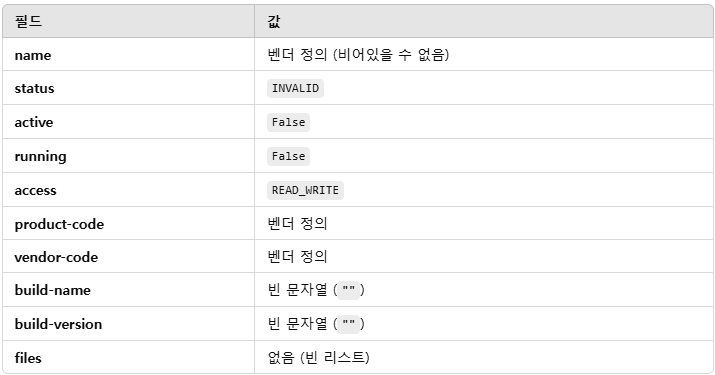 필드 값
name 벤더 정의 (비어있을 수 없음)
status INVALID
active False
running False
access READ_WRITE
product-code 벤더 정의
vendor-code 벤더 정의
build-name 빈 문자열 ("")
build-version 빈 문자열 ("")
files 없음 (빈 리스트)